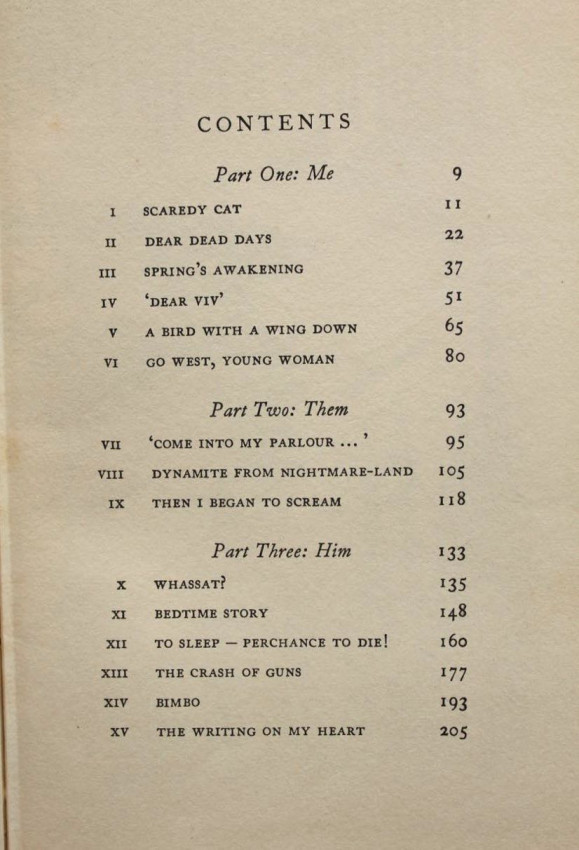 CONTENTS
Part One: Me 9
I SCAREDY CAT 11
II DEAR DEAD DAYS 22
III SPRING'S AWAKENING 37
IV 'DEAR VIV' 51
V A BIRD WITH A WING DOWN 65
VI GO WEST, YOUNG WOMAN 80
Part Two: Them 93
VII 'COME INTO MY PARLOUR ...' 95
VIII DYNAMITE FROM NIGHTMARE-LAND 105
IX THEN I BEGAN TO SCREAM 118
Part Three: Him 133
X WHASSAT? 135
XI BEDTIME STORY 148
XII TO SLEEP — PERCHANCE TO DIE! 160
XIII THE CRASH OF GUNS 177
XIV BIMBO 193
XV THE WRITING ON MY HEART 205